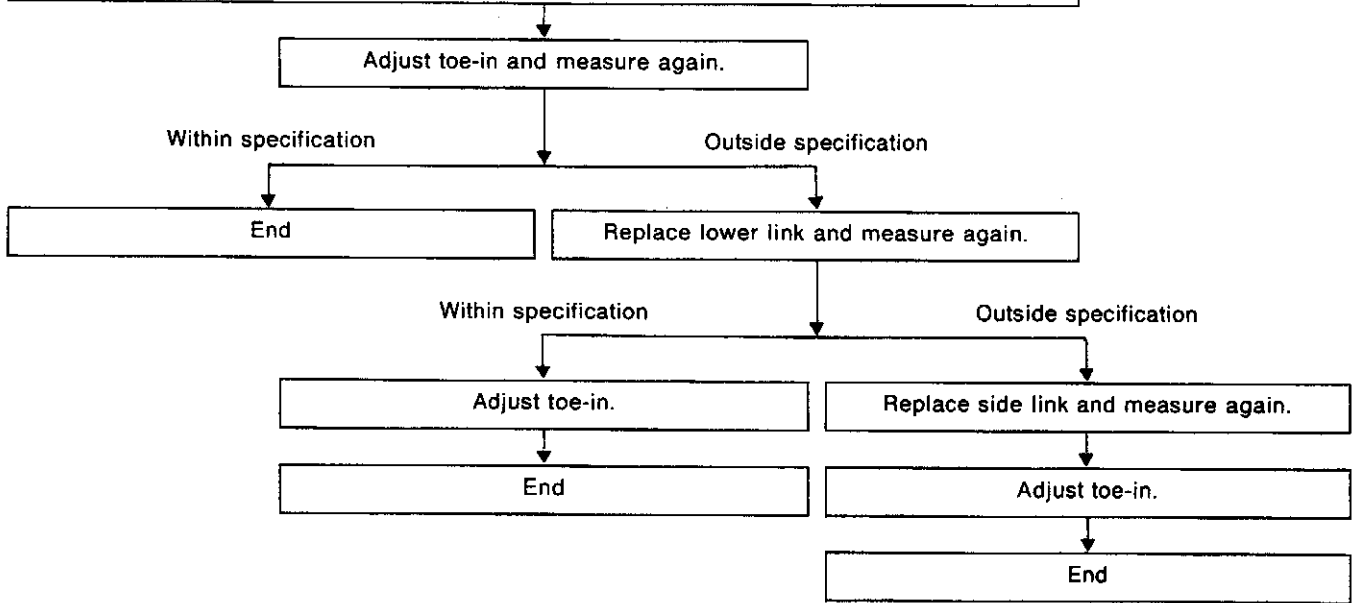 Adjust toe-in and measure again.
Within specification
Outside specification
End
Replace lower link and measure again.
Within specification
Outside specification
Adjust toe-in.
Replace side link and measure again.
End
Adjust toe-in.
End